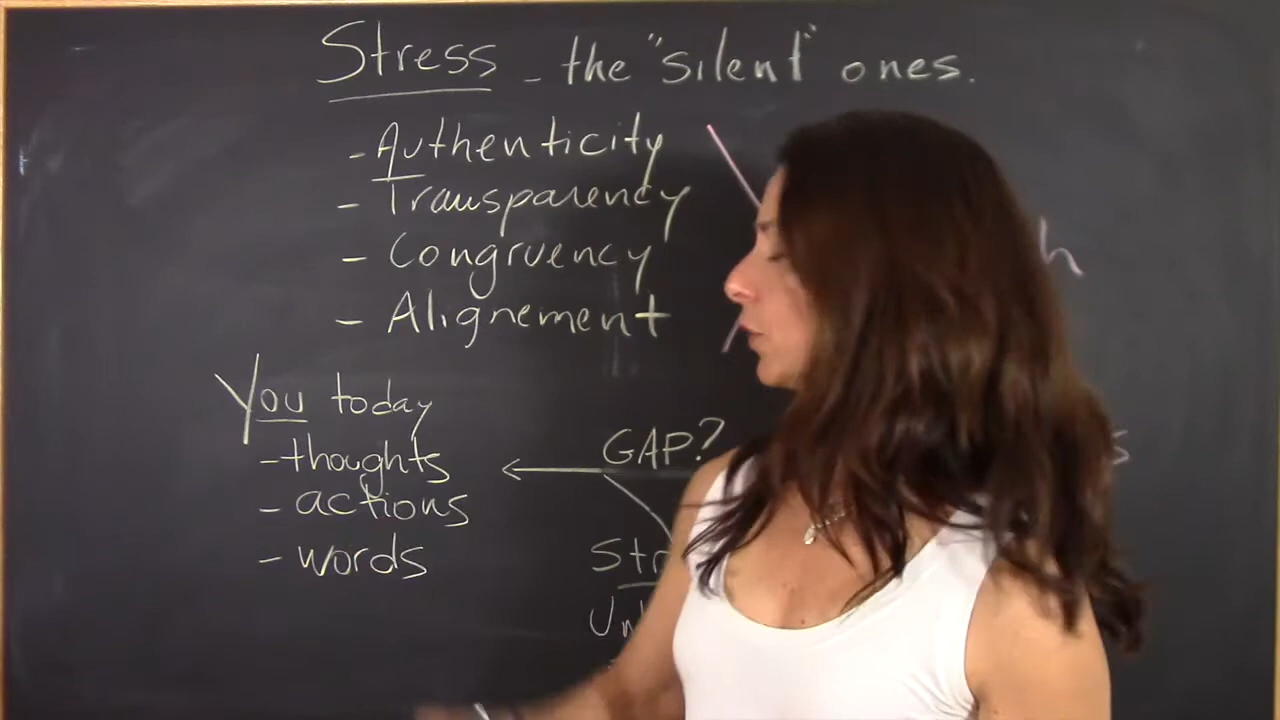 Stress - the "silent" ones.
- Authenticity
- Transparency
- Congruency
- Alignement
You today
- thoughts
- actions
- words
GAP?